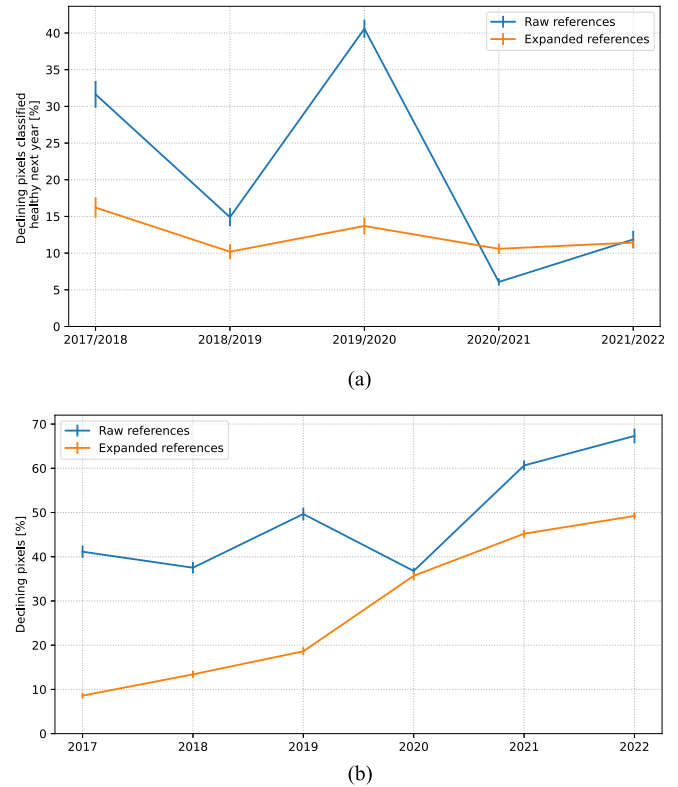 40
35
30
25
20
15
10
5
0
Declining pixels classified
healthy next year [%]
Raw references
Expanded references
2017/2018 2018/2019 2019/2020 2020/2021 2021/2022
(a)
70
60
50
40
30
20
10
0
Declining pixels [%]
Raw references
Expanded references
2017 2018 2019 2020 2021 2022
(b)